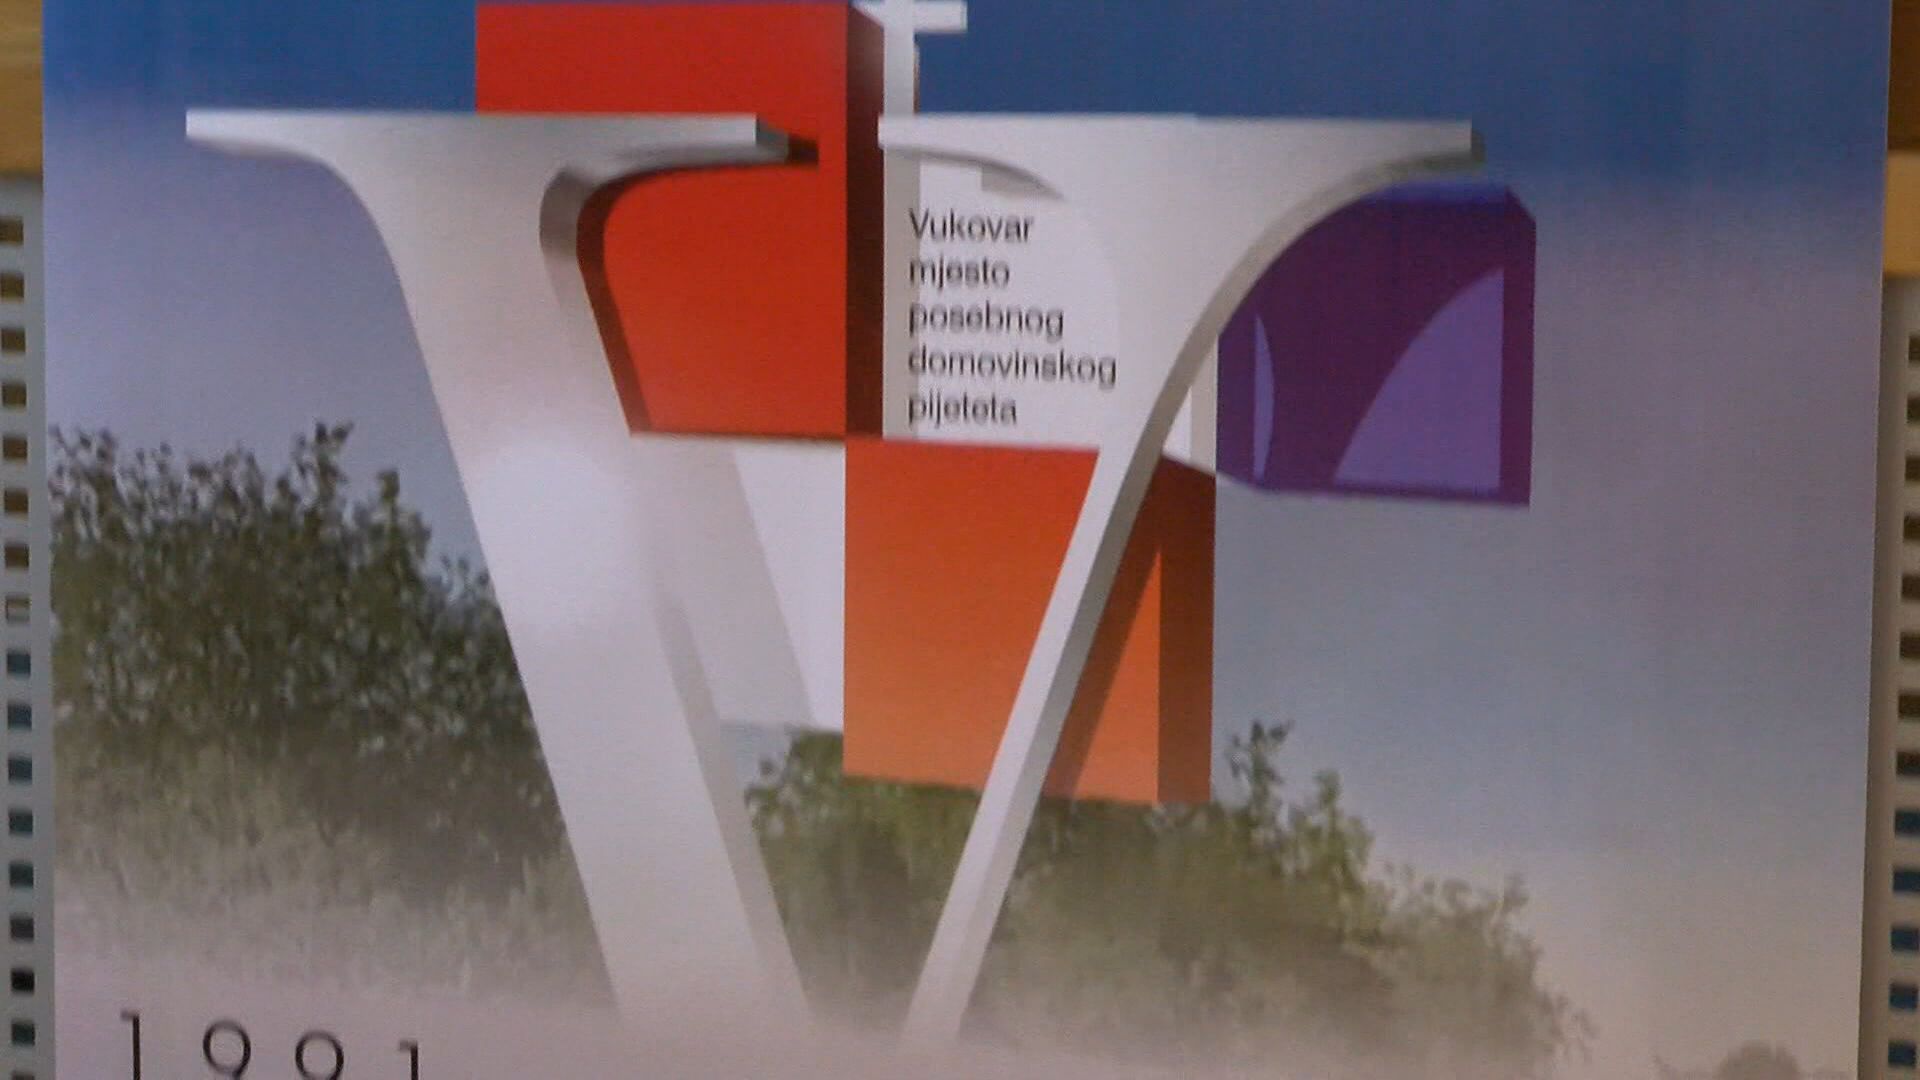 Vukovar
mjesto
posebnog
domovinskog
pijeteta
1991